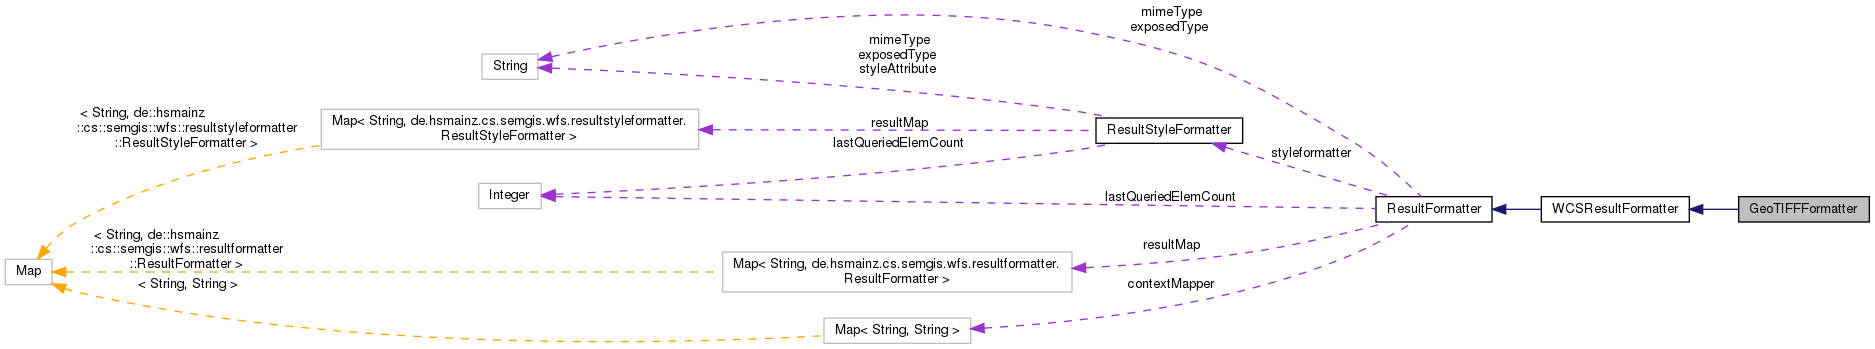 mimeType
exposedType
mimeType
exposedType
styleAttribute
String
< String, de::hsmainz
::cs::semgis::wfs::resultstyleformatter
::ResultStyleFormatter >
Map< String, de.hsmainz.cs.semgis.wfs.resultstyleformatter.
ResultStyleFormatter >
resultMap
lastQueriedElemCount
ResultStyleFormatter
styleformatter
Integer
lastQueriedElemCount
ResultFormatter
WCSResultFormatter
GeoTIFFFormatter
< String, de::hsmainz
::cs::semgis::wfs::resultformatter
::ResultFormatter >
Map
< String, String >
Map< String, de.hsmainz.cs.semgis.wfs.resultformatter.
ResultFormatter >
resultMap
contextMapper
Map< String, String >